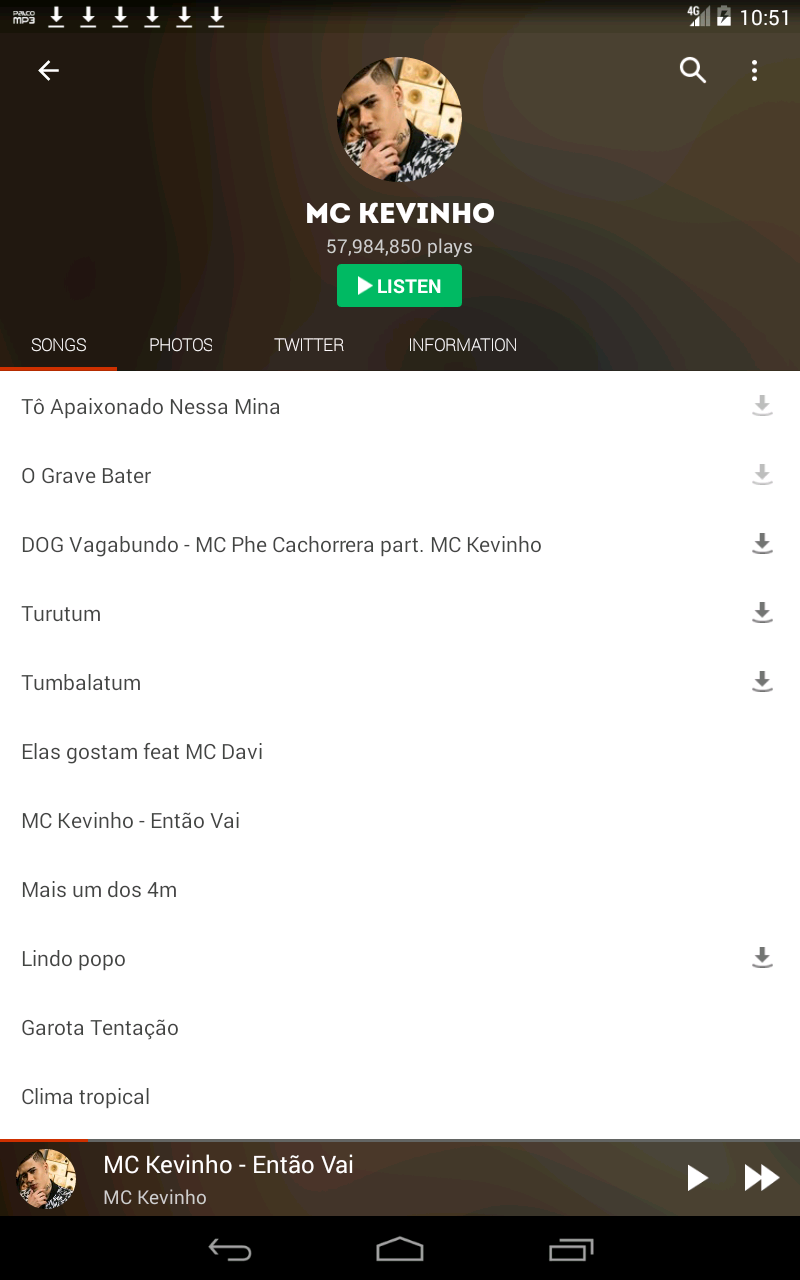 PALCO
MP3
4G
10:51
MC KEVINHO
57,984,850 plays
LISTEN
SONGS
PHOTOS
TWITTER
INFORMATION
Tô Apaixonado Nessa Mina
O Grave Bater
DOG Vagabundo - MC Phe Cachorrera part. MC Kevinho
Turutum
Tumbalatum
Elas gostam feat MC Davi
MC Kevinho - Então Vai
Mais um dos 4m
Lindo popo
Garota Tentação
Clima tropical
MC Kevinho - Então Vai
MC Kevinho